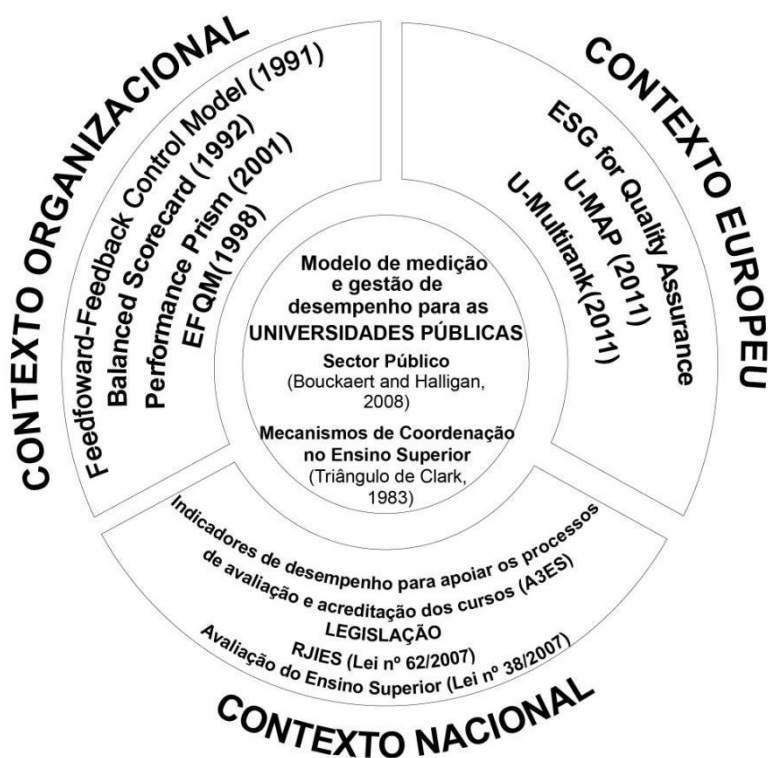 CONTEXTO ORGANIZACIONAL
Feedfoward-Feedback Control Model (1991)
Balanced Scorecard (1992)
Performance Prism (2001)
EFQM(1998)
CONTEXTO EUROPEU
ESG for Quality Assurance
U-MAP (2011)
U-Multirank(2011)
Modelo de medição
e gestão de
desempenho para as
UNIVERSIDADES PÚBLICAS
Sector Público
(Bouckaert and Halligan,
2008)
Mecanismos de Coordenação
no Ensino Superior
(Triângulo de Clark,
1983)
Indicadores de desempenho para apoiar os processos
de avaliação e acreditação dos cursos (A3ES)
LEGISLAÇÃO
RJIES (Lei nº 62/2007)
Avaliação do Ensino Superior (Lei nº 38/2007)
CONTEXTO NACIONAL